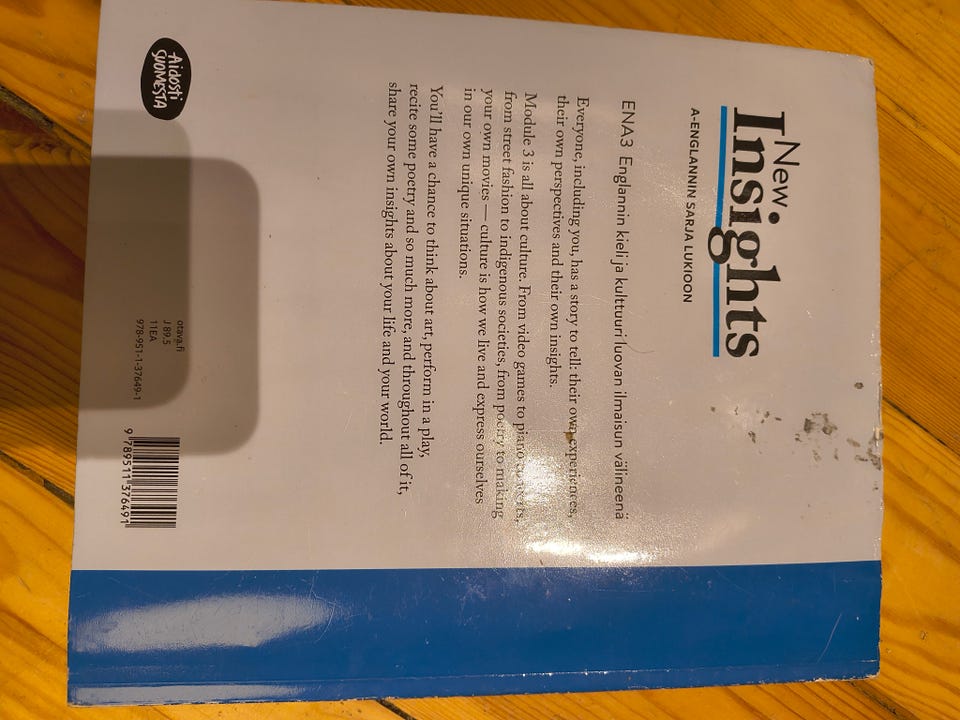 New
Insights
A-ENGLANNIN SARJA LUKIOON
ENA3 Englannin kieli ja kulttuuri luovan ilmaisun välineenä
Everyone, including you, has a story to tell: their own experiences,
their own perspectives and their own insights.
Module 3 is all about culture. From video games to piano concerts,
from street fashion to indigenous societies, from poetry to making
your own movies — culture is how we live and express ourselves
in our own unique situations.
You'll have a chance to think about art, perform in a play,
recite some poetry and so much more, and throughout all of it,
share your own insights about your life and your world.
Aidosti
SUOMESTA
otava.fi
J 89.5
11EA
978-951-1-37649-1
9 789511 376491